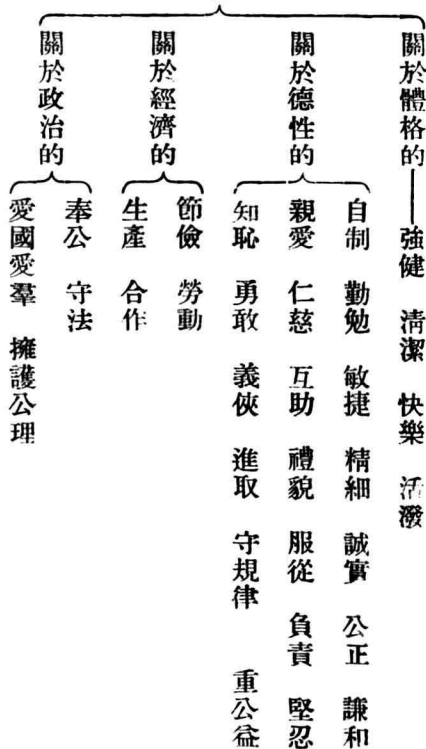 關於體格的
強健 清潔 快樂 活潑
關於德性的
自制 勤勉 敏捷 精細 誠實 公正 謙和
親愛 仁慈 互助 禮貌 服從 負責 堅忍
知恥 勇敢 義俠 進取 守規律 重公益
關於經濟的
節儉 勞動
生產 合作
關於政治的
奉公 守法
愛國愛羣 擁護公理